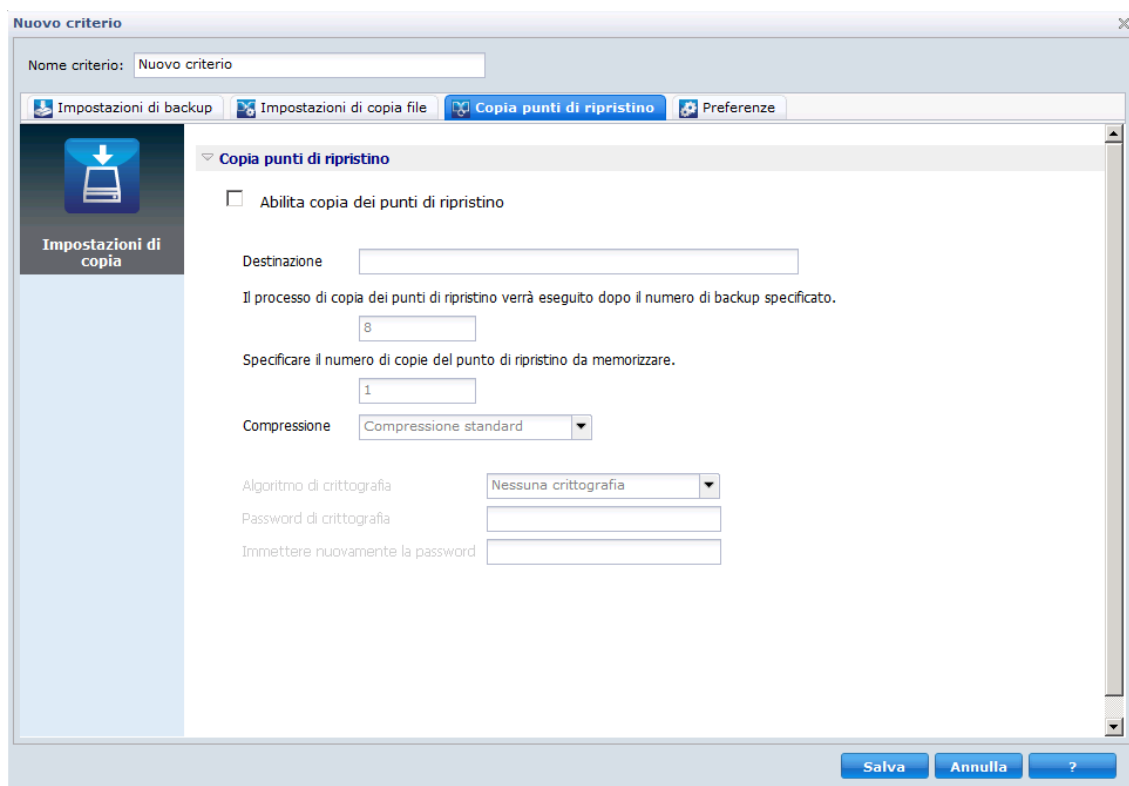 Nuovo criterio
Nome criterio: Nuovo criterio
Impostazioni di backup Impostazioni di copia file Copia punti di ripristino Preferenze
Copia punti di ripristino
Abilita copia dei punti di ripristino
Impostazioni di
copia
Destinazione
Il processo di copia dei punti di ripristino verrà eseguito dopo il numero di backup specificato.
8
Specificare il numero di copie del punto di ripristino da memorizzare.
1
Compressione Compressione standard
Algoritmo di crittografia Nessuna crittografia
Password di crittografia
Immettere nuovamente la password
Salva Annulla ?